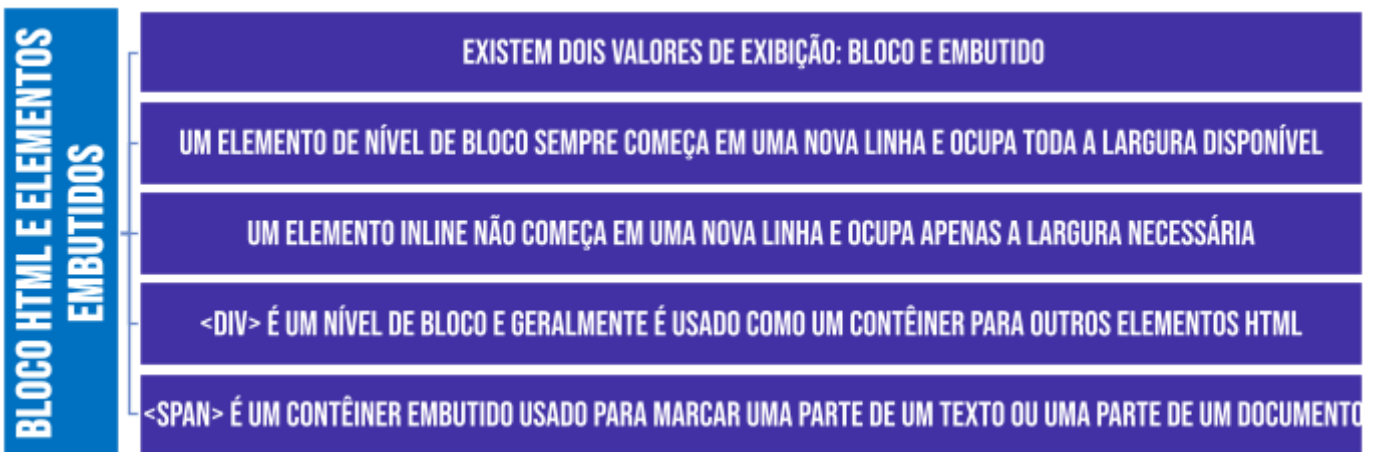 BLOCO HTML E ELEMENTOS
EMBUTIDOS
EXISTEM DOIS VALORES DE EXIBIÇÃO: BLOCO E EMBUTIDO
UM ELEMENTO DE NÍVEL DE BLOCO SEMPRE COMEÇA EM UMA NOVA LINHA E OCUPA TODA A LARGURA DISPONÍVEL
UM ELEMENTO INLINE NÃO COMEÇA EM UMA NOVA LINHA E OCUPA APENAS A LARGURA NECESSÁRIA
<DIV> É UM NÍVEL DE BLOCO E GERALMENTE É USADO COMO UM CONTÊINER PARA OUTROS ELEMENTOS HTML
<SPAN> É UM CONTÊINER EMBUTIDO USADO PARA MARCAR UMA PARTE DE UM TEXTO OU UMA PARTE DE UM DOCUMENTO